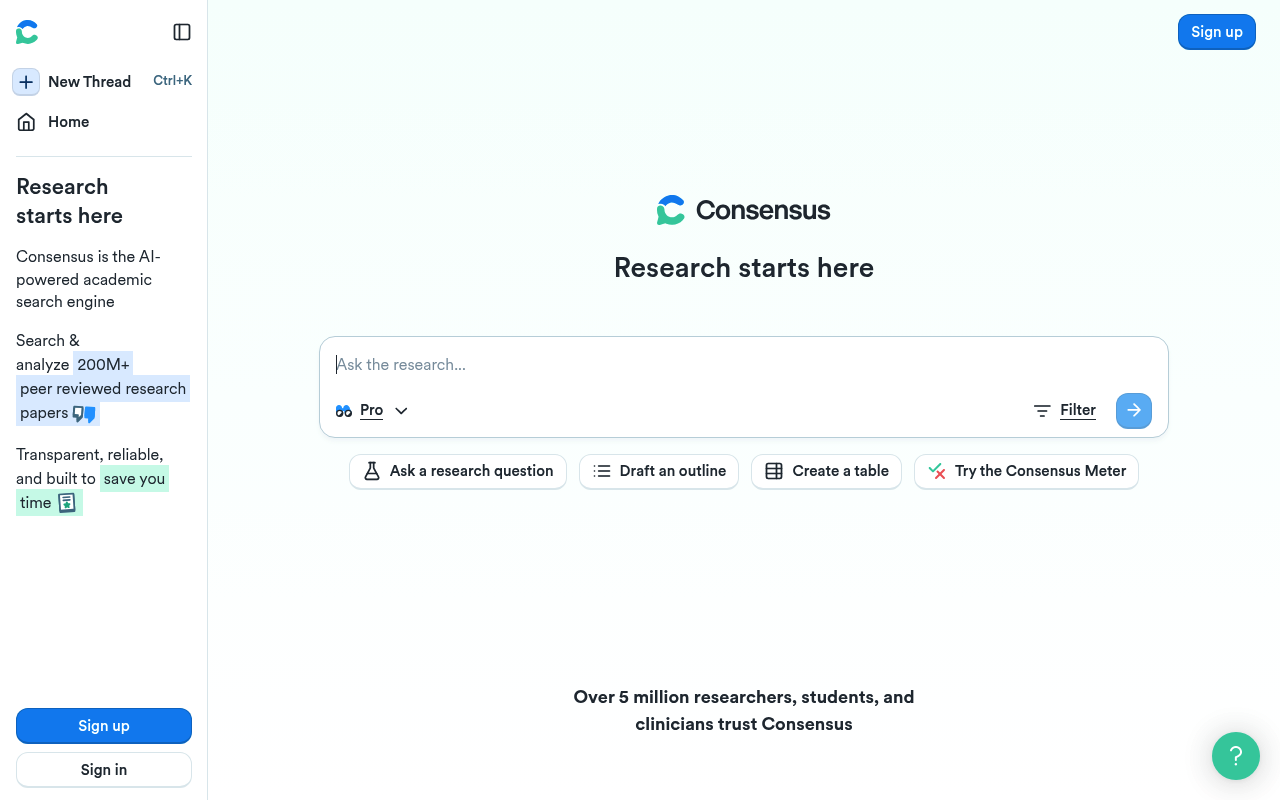 New Thread Ctrl+K
Home
Research
starts here
Consensus is the AI-
powered academic
search engine
Search &
analyze 200M+
peer reviewed research
papers
Transparent, reliable,
and built to save you
time
Sign up
Sign in
Sign up
Consensus
Research starts here
Ask the research...
Pro Filter
Ask a research question Draft an outline Create a table Try the Consensus Meter
Over 5 million researchers, students, and
clinicians trust Consensus
?